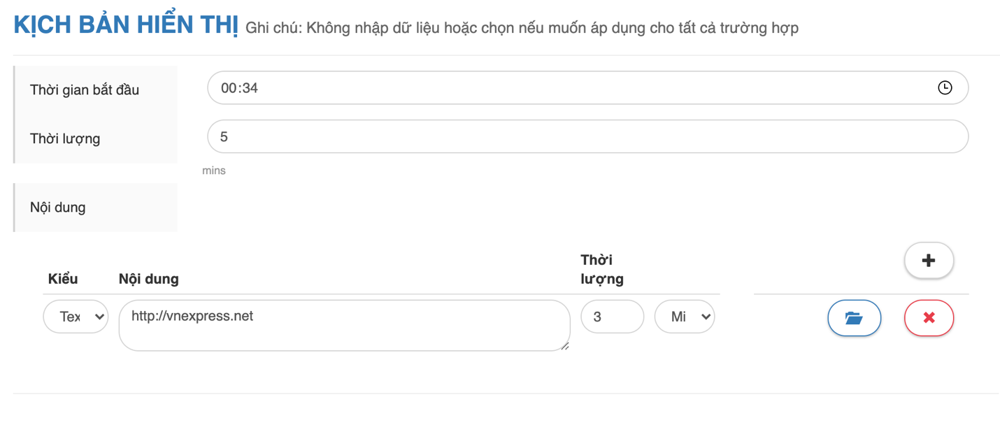 KỊCH BẢN HIỂN THỊ Ghi chú: Không nhập dữ liệu hoặc chọn nếu muốn áp dụng cho tất cả trường hợp
Thời gian bắt đầu
00:34
Thời lượng
5
mins
Nội dung
Kiểu
Nội dung
Thời
lượng
Tex
http://vnexpress.net
3
Mi